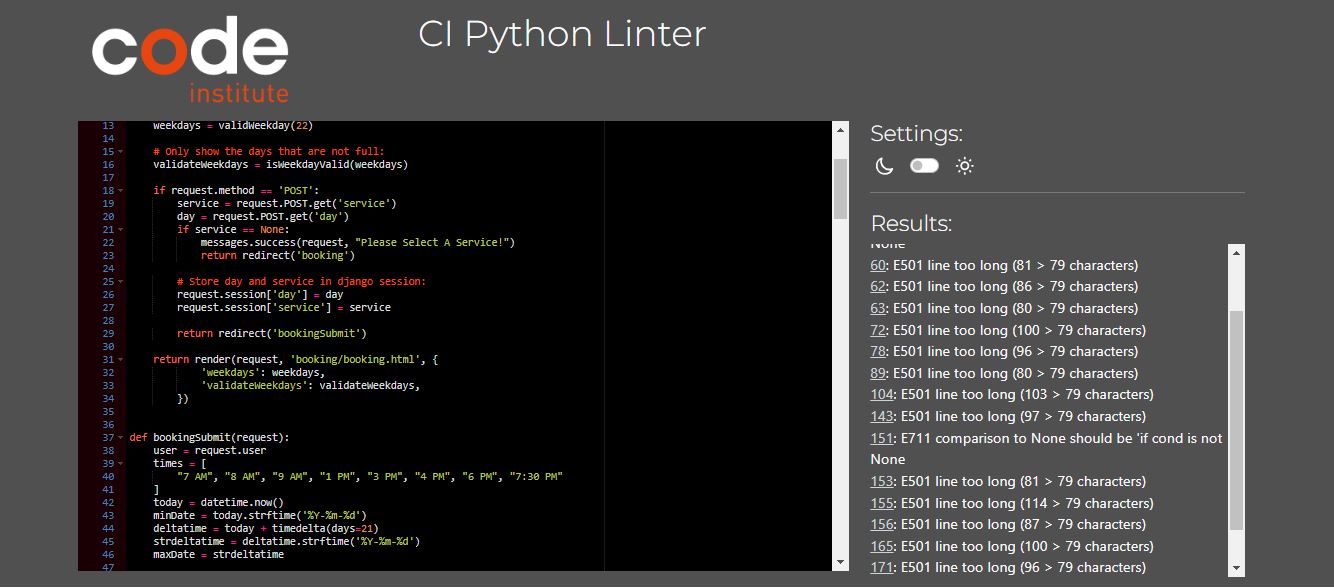 code
institute
CI Python Linter
13 weekdays = validWeekday(22)
14
15 # Only show the days that are not full:
16 validateWeekdays = isWeekdayValid(weekdays)
17
18 if request.method == 'POST':
19 service = request.POST.get('service')
20 day = request.POST.get('day')
21 if service == None:
22 messages.success(request, "Please Select A Service!")
23 return redirect('booking')
24
25 # Store day and service in django session:
26 request.session['day'] = day
27 request.session['service'] = service
28
29 return redirect('bookingSubmit')
30
31 return render(request, 'booking/booking.html', {
32 'weekdays': weekdays,
33 'validateWeekdays': validateWeekdays,
34 })
35
36
37 def bookingSubmit(request):
38 user = request.user
39 times = [
40 "7 AM", "8 AM", "9 AM", "1 PM", "3 PM", "4 PM", "6 PM", "7:30 PM"
41 ]
42 today = datetime.now()
43 minDate = today.strftime('%Y-%m-%d')
44 deltatime = today + timedelta(days=21)
45 strdeltatime = deltatime.strftime('%Y-%m-%d')
46 maxDate = strdeltatime
47
Settings:
Results:
None
60: E501 line too long (81 > 79 characters)
62: E501 line too long (86 > 79 characters)
63: E501 line too long (80 > 79 characters)
72: E501 line too long (100 > 79 characters)
78: E501 line too long (96 > 79 characters)
89: E501 line too long (80 > 79 characters)
104: E501 line too long (103 > 79 characters)
143: E501 line too long (97 > 79 characters)
151: E711 comparison to None should be 'if cond is not
None
153: E501 line too long (81 > 79 characters)
155: E501 line too long (114 > 79 characters)
156: E501 line too long (87 > 79 characters)
165: E501 line too long (100 > 79 characters)
171: E501 line too long (96 > 79 characters)